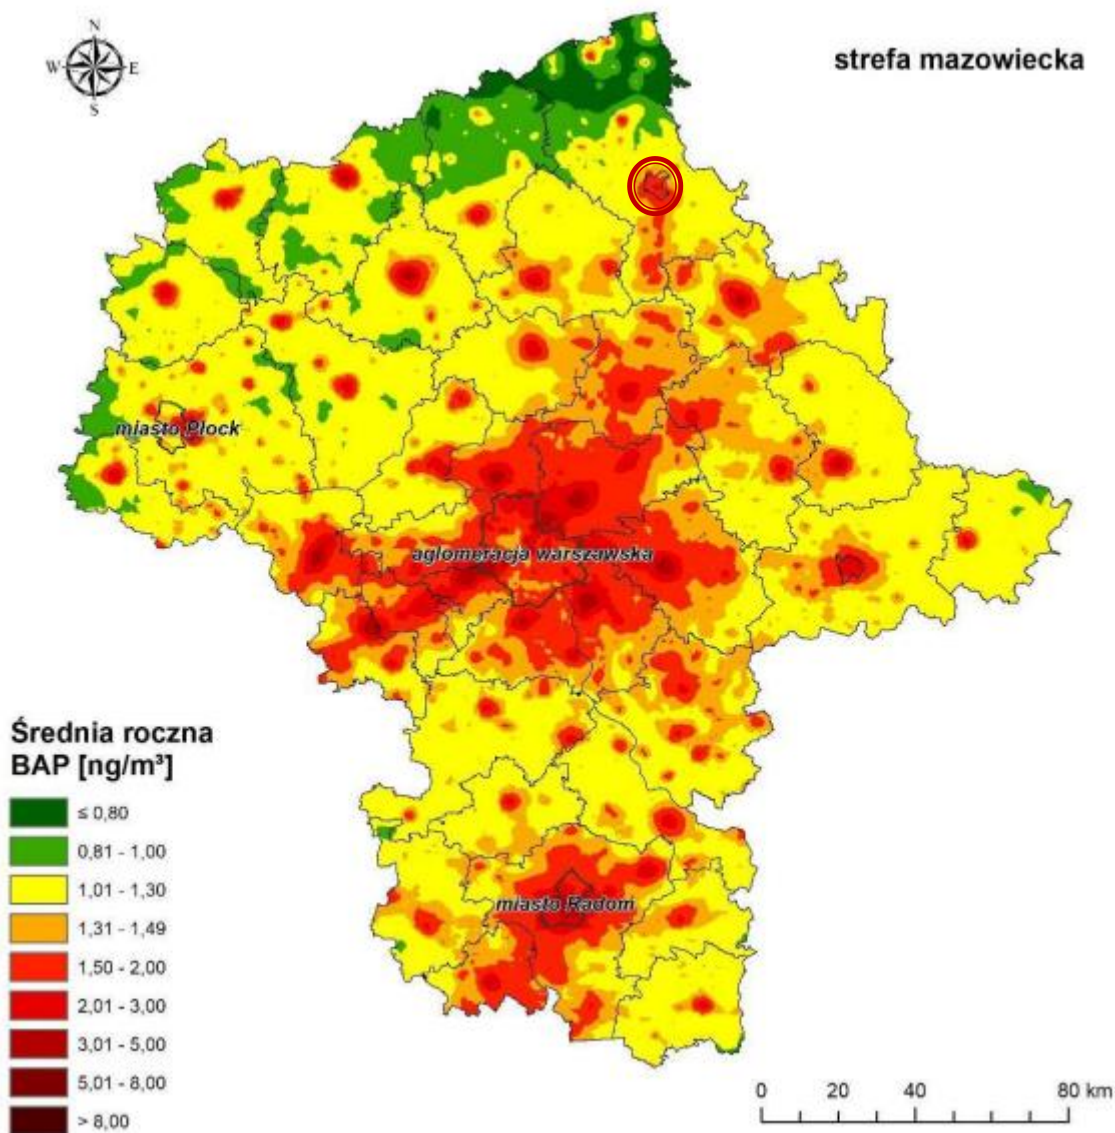 N
W E
S
strefa mazowiecka
miasto Płock
aglomeracja warszawska
miasto Radom
Średnia roczna
BAP [ng/m³]
≤ 0,80
0,81 - 1,00
1,01 - 1,30
1,31 - 1,49
1,50 - 2,00
2,01 - 3,00
3,01 - 5,00
5,01 - 8,00
> 8,00
0 20 40 80 km